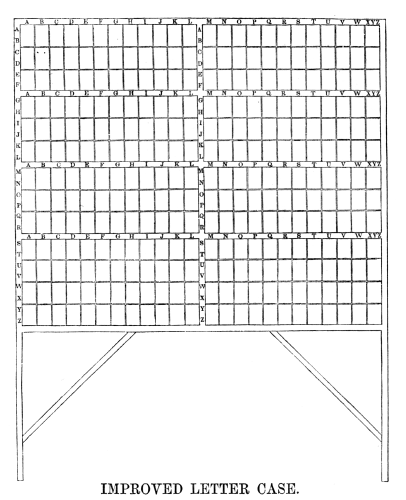 A B C D E F G H I J K L M N O P Q R S T U V W XYZ
A A
B B
C C
D D
E E
F F
A B C D E F G H I J K L M N O P Q R S T U V W XYZ
G G
H H
I I
J J
K K
L L
A B C D E F G H I J K L M N O P Q R S T U V W XYZ
M M
N N
O O
P P
Q Q
R R
A B C D E F G H I J K L M N O P Q R S T U V W XYZ
S S
T T
U U
V V
W W
X X
Y Y
Z Z
IMPROVED LETTER CASE.